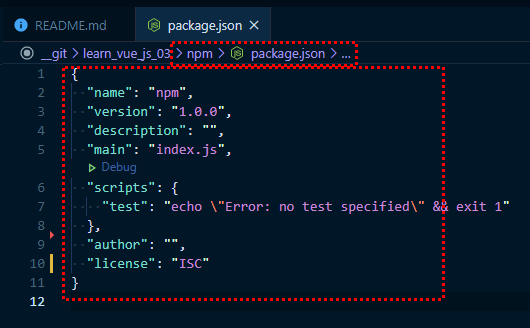 README.md package.json
__git > learn_vue_js_03 > npm > package.json > ...
1 {
2 "name": "npm",
3 "version": "1.0.0",
4 "description": "",
5 "main": "index.js",
Debug
6 "scripts": {
7 "test": "echo \"Error: no test specified\" && exit 1"
8 },
9 "author": "",
10 "license": "ISC"
11 }
12